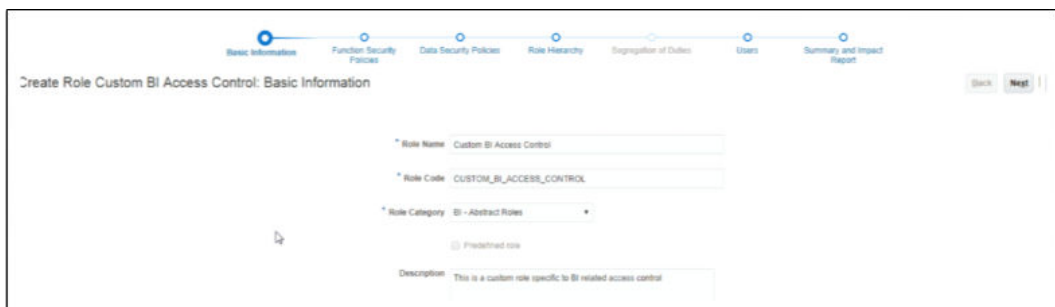 Basic Information
Function Security
Policies
Data Security Policies
Role Hierarchy
Segregation of Duties
Users
Summary and Impact
Report
Create Role Custom BI Access Control: Basic Information
Back
Next
* Role Name Custom BI Access Control
* Role Code CUSTOM_BI_ACCESS_CONTROL
* Role Category BI - Abstract Roles
Predefined role
Description This is a custom role specific to BI related access control